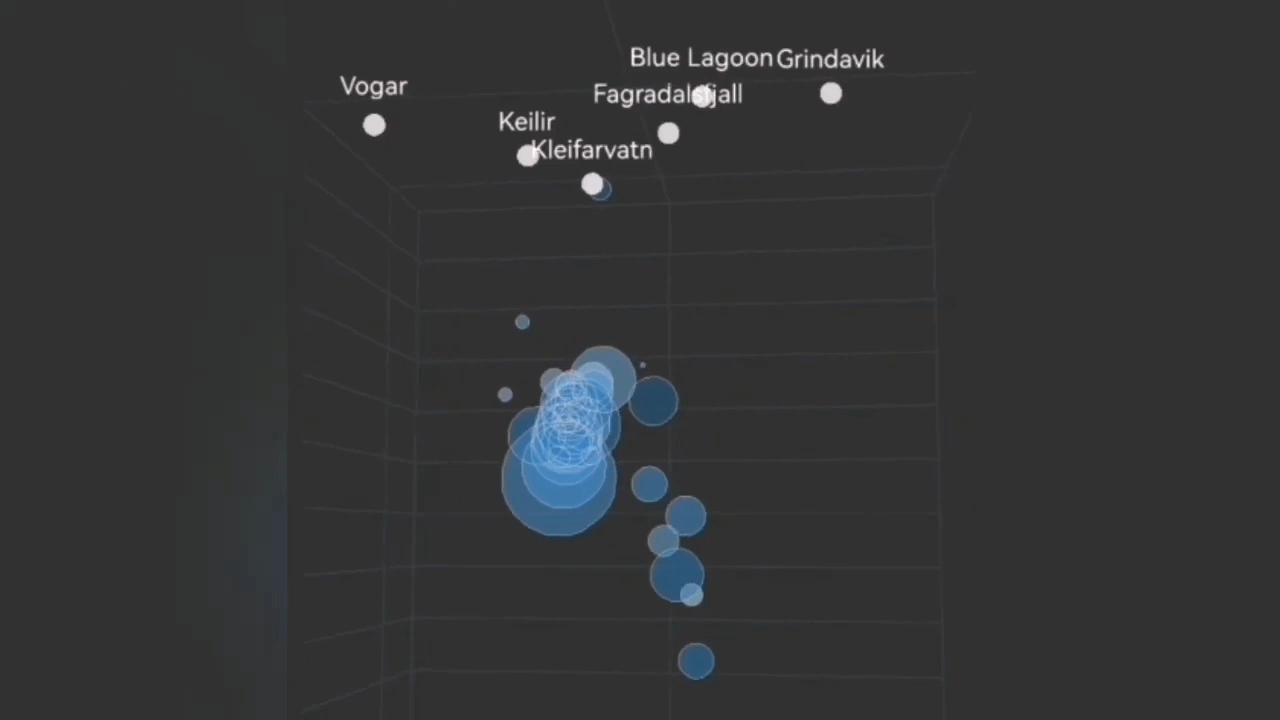 Blue Lagoon
Grindavik
Vogar
Fagradalsfjall
Keilir
Kleifarvatn